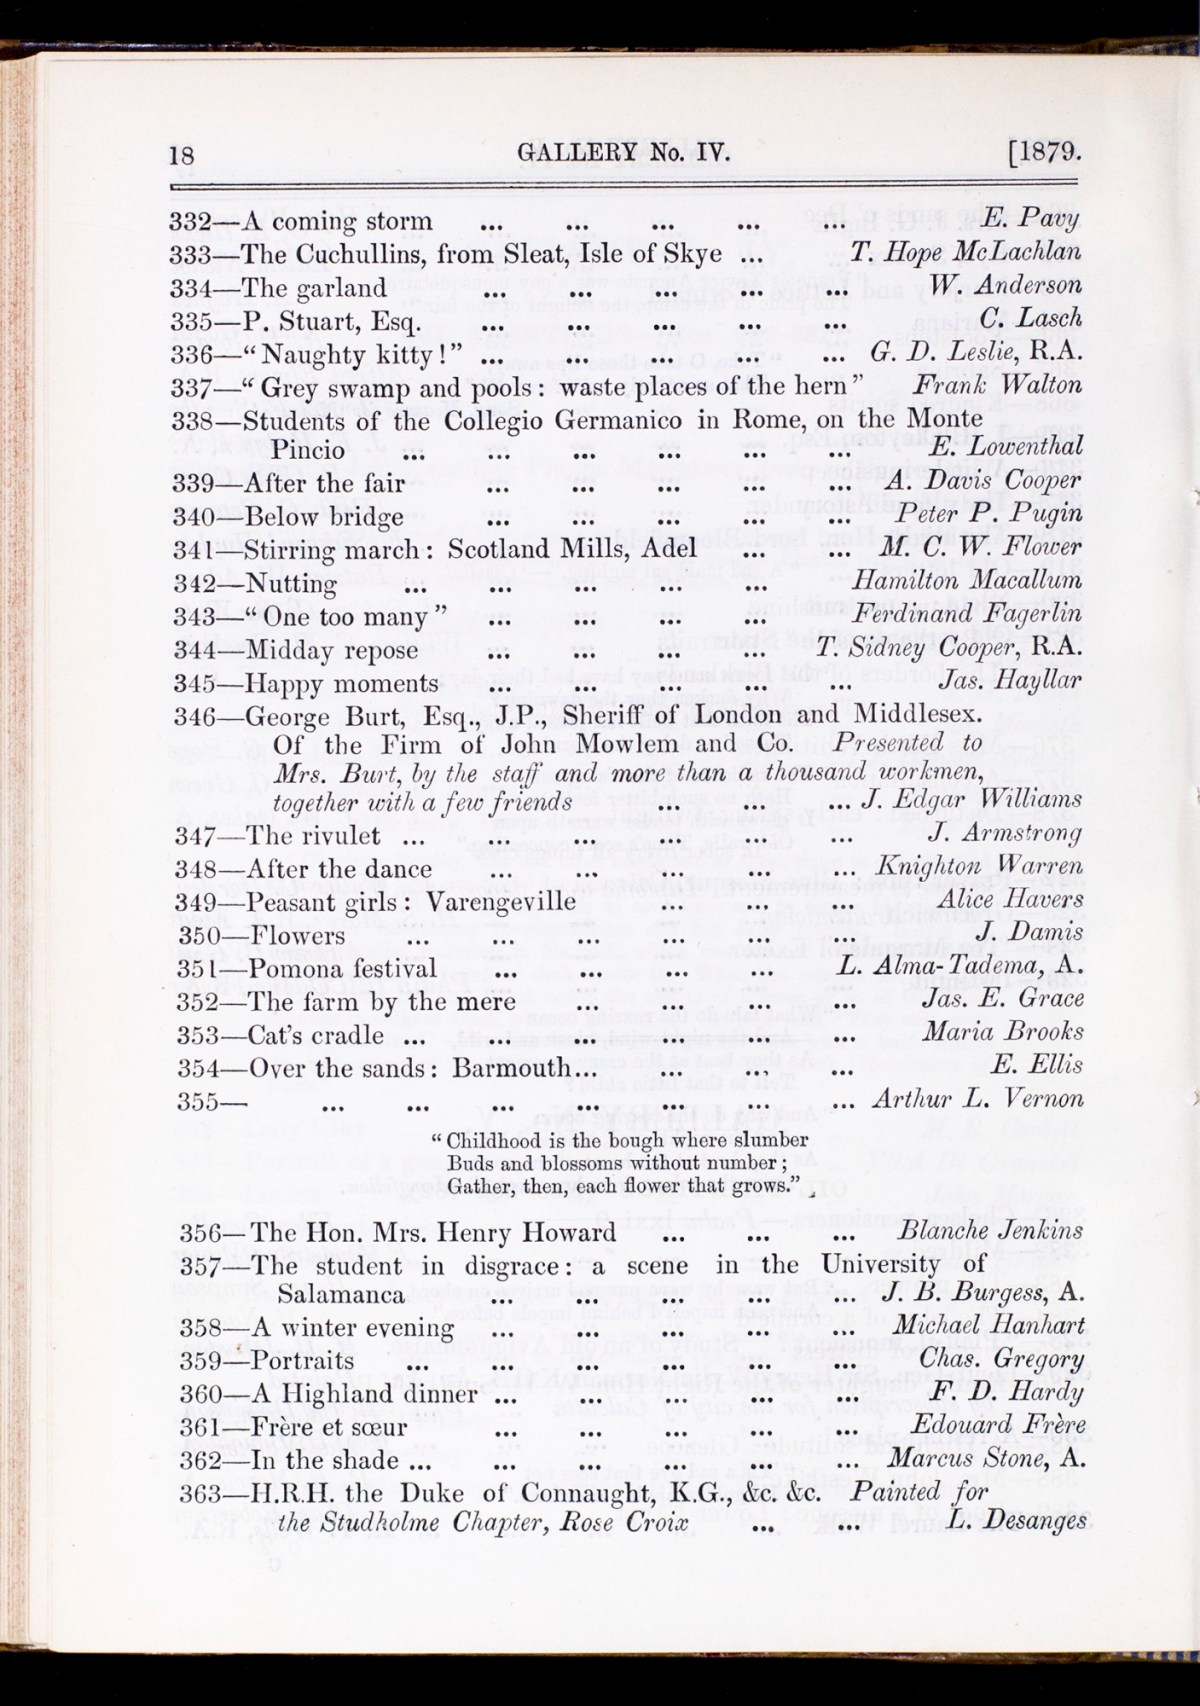 18 GALLERY No. IV. [1879.
332—A coming storm ... ... ... ... ... E. Pavy
333—The Cuchullins, from Sleat, Isle of Skye ... T. Hope McLachlan
334—The garland ... ... ... ... ... W. Anderson
335—P. Stuart, Esq. ... ... ... ... ... C. Lasch
336—“Naughty kitty!” ... ... ... ... ... G. D. Leslie, R.A.
337—“Grey swamp and pools: waste places of the hern” Frank Walton
338—Students of the Collegio Germanico in Rome, on the Monte
Pincio ... ... ... ... ... E. Lowenthal
339—After the fair ... ... ... ... ... A. Davis Cooper
340—Below bridge ... ... ... ... ... Peter P. Pugin
341—Stirring march: Scotland Mills, Adel ... ... M. C. W. Flower
342—Nutting ... ... ... ... ... Hamilton Macallum
343—“One too many” ... ... ... ... Ferdinand Fagerlin
344—Midday repose ... ... ... ... T. Sidney Cooper, R.A.
345—Happy moments ... ... ... ... ... Jas. Hayllar
346—George Burt, Esq., J.P., Sheriff of London and Middlesex.
Of the Firm of John Mowlem and Co. Presented to
Mrs. Burt, by the staff and more than a thousand workmen,
together with a few friends ... ... ... J. Edgar Williams
347—The rivulet ... ... ... ... ... ... J. Armstrong
348—After the dance ... ... ... ... ... Knighton Warren
349—Peasant girls: Varengeville ... ... ... Alice Havers
350—Flowers ... ... ... ... ... ... J. Damis
351—Pomona festival ... ... ... ... L. Alma-Tadema, A.
352—The farm by the mere ... ... ... ... Jas. E. Grace
353—Cat's cradle ... ... ... ... ... ... Maria Brooks
354—Over the sands: Barmouth... ... ... ... E. Ellis
355— ... ... ... ... ... ... ... Arthur L. Vernon
“Childhood is the bough where slumber
Buds and blossoms without number;
Gather, then, each flower that grows.”
356—The Hon. Mrs. Henry Howard ... ... ... Blanche Jenkins
357—The student in disgrace: a scene in the University of
Salamanca ... ... ... ... ... J. B. Burgess, A.
358—A winter evening ... ... ... ... ... Michael Hanhart
359—Portraits ... ... ... ... ... ... Chas. Gregory
360—A Highland dinner ... ... ... ... ... F. D. Hardy
361—Frère et sœur ... ... ... ... ... Edouard Frère
362—In the shade ... ... ... ... ... ... Marcus Stone, A.
363—H.R.H. the Duke of Connaught, K.G., &c. &c. Painted for
the Studholme Chapter, Rose Croix ... ... L. Desanges